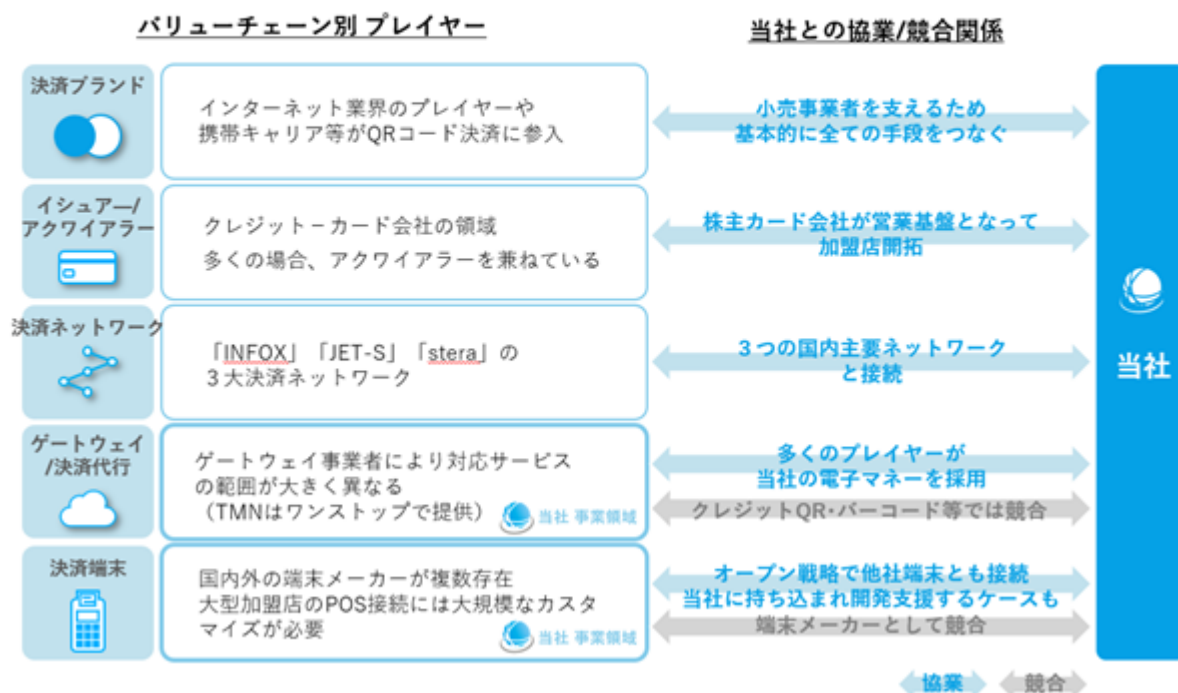 バリューチェーン別 プレイヤー
当社との協業/競合関係
決済ブランド
インターネット業界のプレイヤーや
携帯キャリア等がQRコード決済に参入
小売事業者を支えるため
基本的に全ての手段をつなぐ
イシュアー/
アクワイアラー
クレジット－カード会社の領域
多くの場合、アクワイアラーを兼ねている
株主カード会社が営業基盤となって
加盟店開拓
決済ネットワーク
「INFOX」「JET-S」「stera」の
３大決済ネットワーク
３つの国内主要ネットワーク
と接続
ゲートウェイ
/決済代行
ゲートウェイ事業者により対応サービス
の範囲が大きく異なる
（TMNはワンストップで提供）
当社 事業領域
多くのプレイヤーが
当社の電子マネーを採用
クレジットQR・バーコード等では競合
決済端末
国内外の端末メーカーが複数存在
大型加盟店のPOS接続には大規模なカスタ
マイズが必要
当社 事業領域
オープン戦略で他社端末とも接続
当社に持ち込まれ開発支援するケースも
端末メーカーとして競合
当社
協業
競合